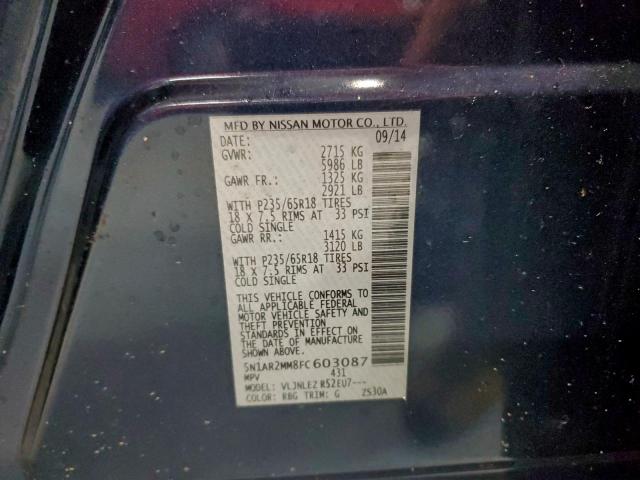 MFD BY NISSAN MOTOR CO., LTD.
DATE: 09/14
GVWR: 2715 KG
5986 LB
GAWR FR.: 1325 KG
2921 LB
WITH P235/65R18 TIRES
18 X 7.5 RIMS AT 33 PSI
COLD SINGLE
GAWR RR.: 1415 KG
3120 LB
WITH P235/65R18 TIRES
18 X 7.5 RIMS AT 33 PSI
COLD SINGLE
THIS VEHICLE CONFORMS TO
ALL APPLICABLE FEDERAL
MOTOR VEHICLE SAFETY AND
THEFT PREVENTION
STANDARDS IN EFFECT ON
THE DATE OF MANUFACTURE
SHOWN ABOVE.
5N1AR2MM8FC603087
MPV 431
MODEL: VLJNLEZ R52EU7---
COLOR: RBG TRIM: G ZS30A